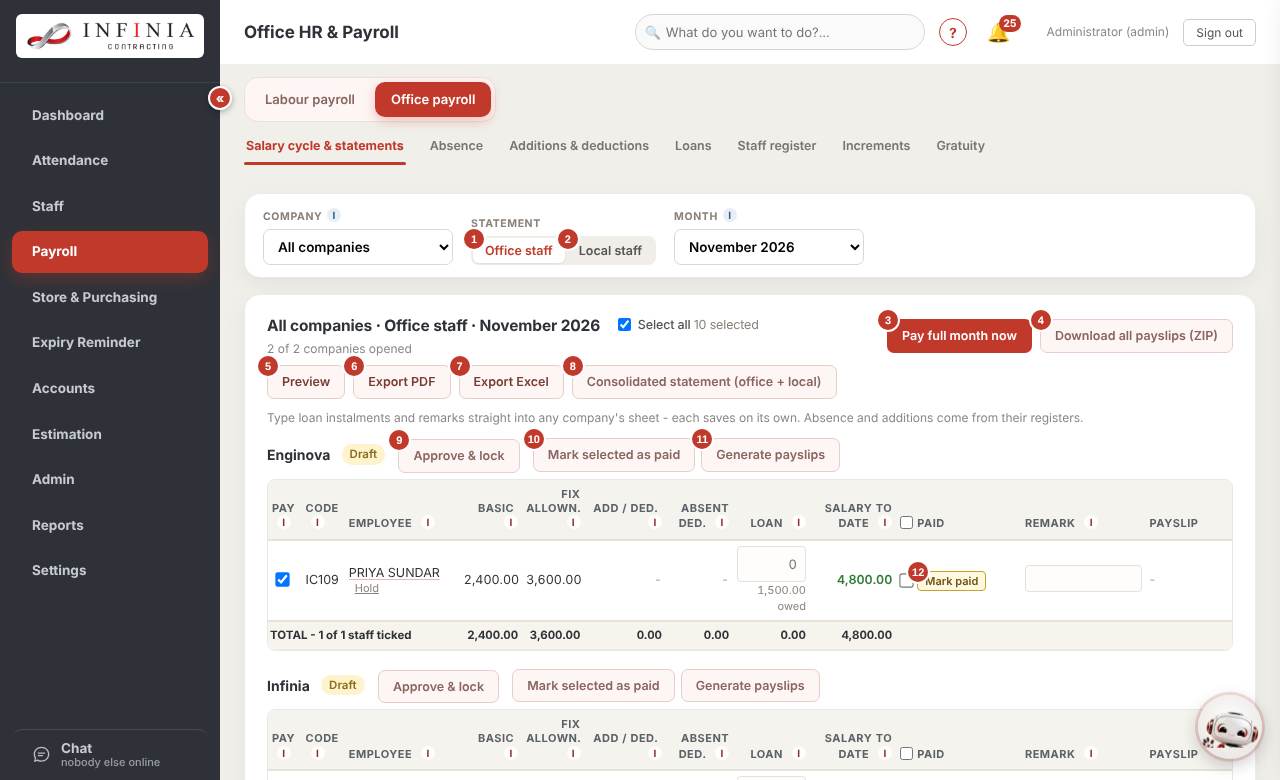 INFINIA
CONTRACTING
Office HR & Payroll
What do you want to do?...
?
25
Administrator (admin)
Sign out
«
Dashboard
Attendance
Staff
Payroll
Store & Purchasing
Expiry Reminder
Accounts
Estimation
Admin
Reports
Settings
Chat
nobody else online
Labour payroll
Office payroll
Salary cycle & statements
Absence
Additions & deductions
Loans
Staff register
Increments
Gratuity
COMPANY I
All companies
STATEMENT
1 Office staff
2 Local staff
MONTH I
November 2026
All companies · Office staff · November 2026
Select all 10 selected
2 of 2 companies opened
3 Pay full month now
4 Download all payslips (ZIP)
5 Preview
6 Export PDF
7 Export Excel
8 Consolidated statement (office + local)
Type loan instalments and remarks straight into any company's sheet - each saves on its own. Absence and additions come from their registers.
Enginova Draft
9 Approve & lock
10 Mark selected as paid
11 Generate payslips
PAY I CODE I EMPLOYEE I BASIC I FIX ALLOWN. I ADD / DED. I ABSENT DED. I LOAN I SALARY TO DATE I PAID REMARK I PAYSLIP
IC109 PRIYA SUNDAR 2,400.00 3,600.00 - 0 4,800.00 12 Mark paid -
Hold
1,500.00
owed
TOTAL - 1 of 1 staff ticked 2,400.00 3,600.00 0.00 0.00 0.00 4,800.00
Infinia Draft
Approve & lock
Mark selected as paid
Generate payslips
PAY I CODE I EMPLOYEE I BASIC I FIX ALLOWN. I ADD / DED. I ABSENT DED. I LOAN I SALARY TO DATE I PAID REMARK I PAYSLIP